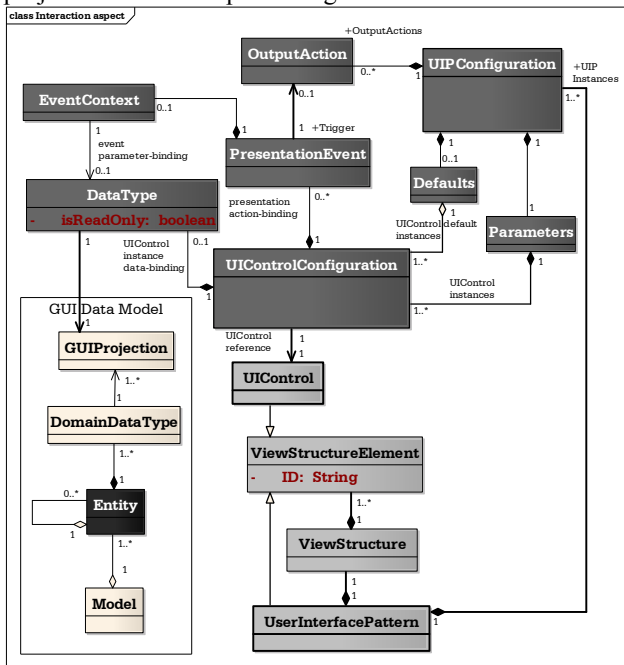 class Interaction aspect
+OutputActions
OutputAction
0..*
1
UIPConfiguration
+UIP
Instances
1..*
EventContext
0..1
0..1
1
1
+Trigger
1
event
parameter-binding
0..1
PresentationEvent
1
0..1
1
Defaults
DataType
- isReadOnly: boolean
presentation
action-binding
0..*
1
UIControl default
instances
1
Parameters
1
UIControl
instance
data-binding
0..1
1
1
UIControlConfiguration
1..*
1
UIControl
instances
1..*
GUI Data Model
1
GUIProjection
UIControl
reference
1
1
1..*
UIControl
1
DomainDataType
1..*
ViewStructureElement
- ID: String
1
0..*
Entity
1
1..*
1..*
1
ViewStructure
1
1
Model
1
UserInterfacePattern
1